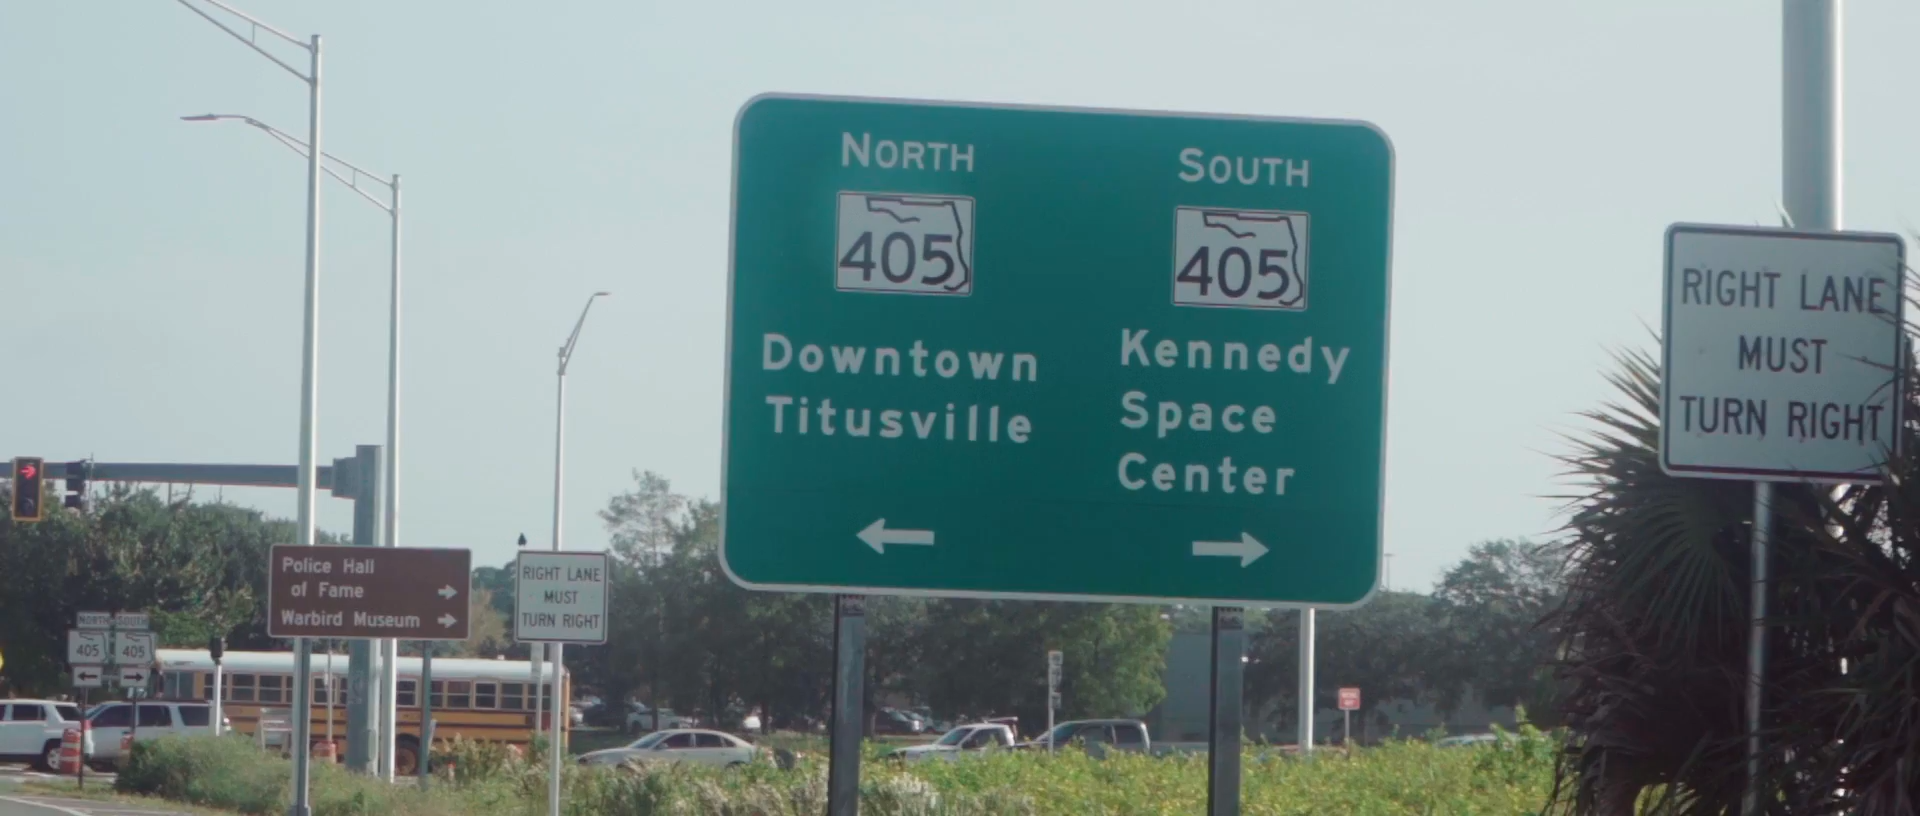 NORTH
405
Downtown
Titusville
SOUTH
405
Kennedy
Space
Center
RIGHT LANE
MUST
TURN RIGHT
Police Hall
of Fame
Warbird Museum
RIGHT LANE
MUST
TURN RIGHT
NORTH
405
SOUTH
405